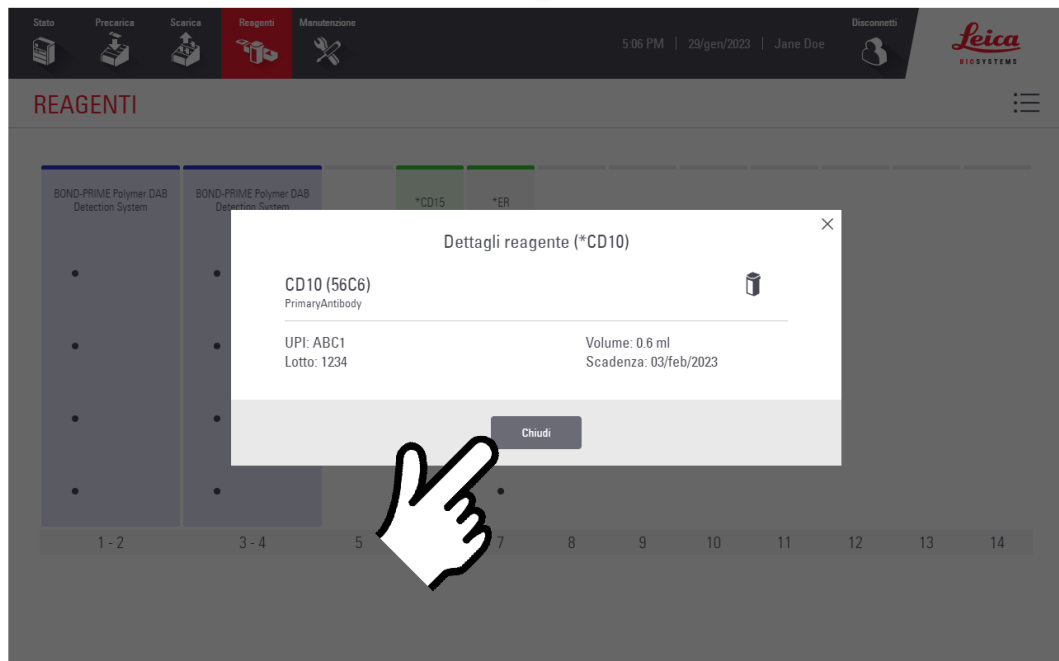 Stato Precarica Scarica Reagenti Manutenzione Disconnetti
5:06 PM | 29/gen/2023 | Jane Doe
Leica
BIOSYSTEMS
REAGENTI
BOND-PRIME Polymer DAB BOND-PRIME Polymer DAB
Detection System Detection System
*CD15 *ER
Dettagli reagente (*CD10)
CD10 (56C6)
PrimaryAntibody
UPI: ABC1 Volume: 0.6 ml
Lotto: 1234 Scadenza: 03/feb/2023
Chiudi
1 - 2 3 - 4 5 7 8 9 10 11 12 13 14